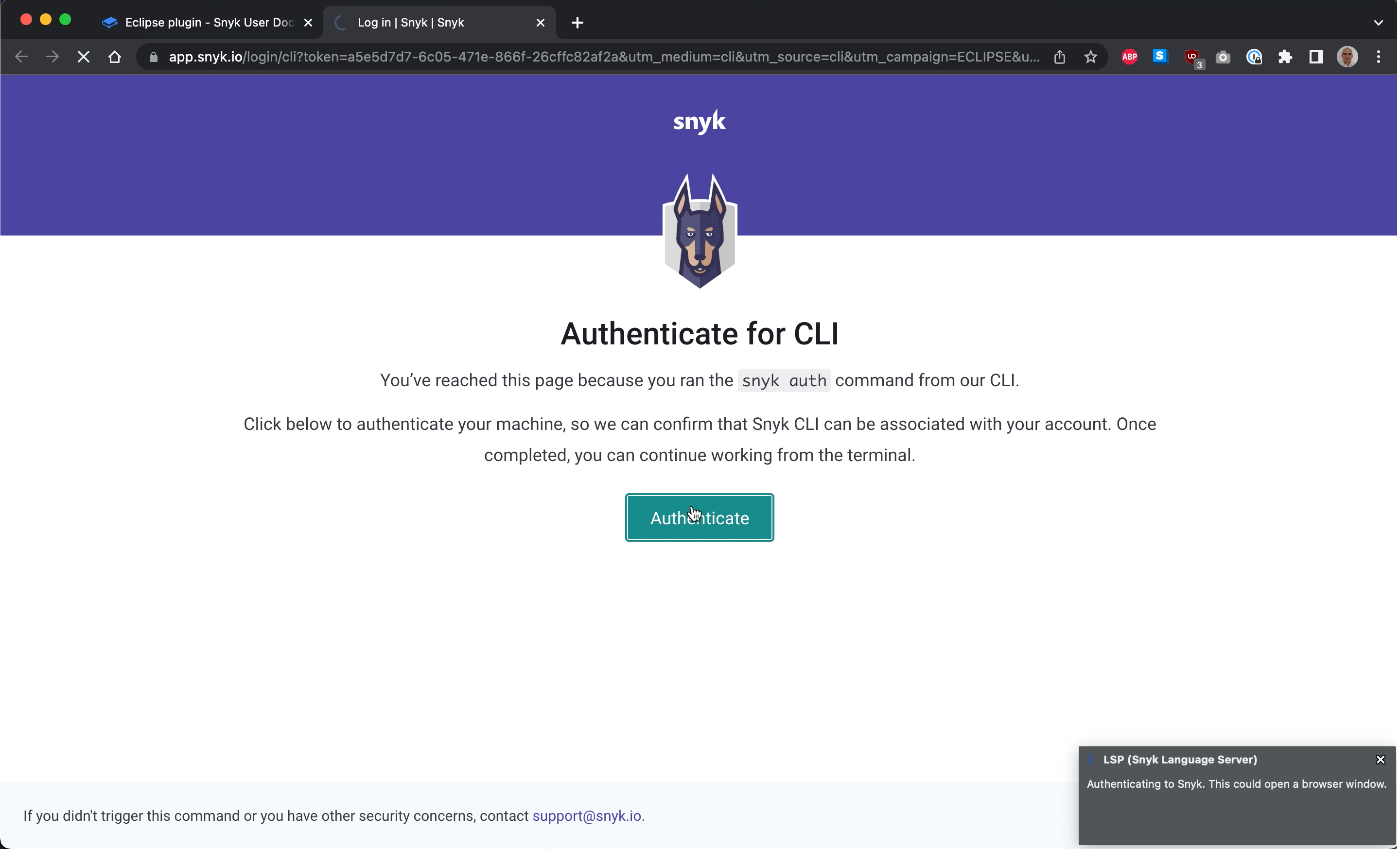 Eclipse plugin - Snyk User Doc
Log in | Snyk | Snyk
app.snyk.io/login/cli?token=a5e5d7d7-6c05-471e-866f-26cffc82af2a&utm_medium=cli&utm_source=cli&utm_campaign=ECLIPSE&u...
ABP
S
3
snyk
Authenticate for CLI
You’ve reached this page because you ran the snyk auth command from our CLI.
Click below to authenticate your machine, so we can confirm that Snyk CLI can be associated with your account. Once
completed, you can continue working from the terminal.
Authenticate
LSP (Snyk Language Server)
Authenticating to Snyk. This could open a browser window.
If you didn't trigger this command or you have other security concerns, contact support@snyk.io.